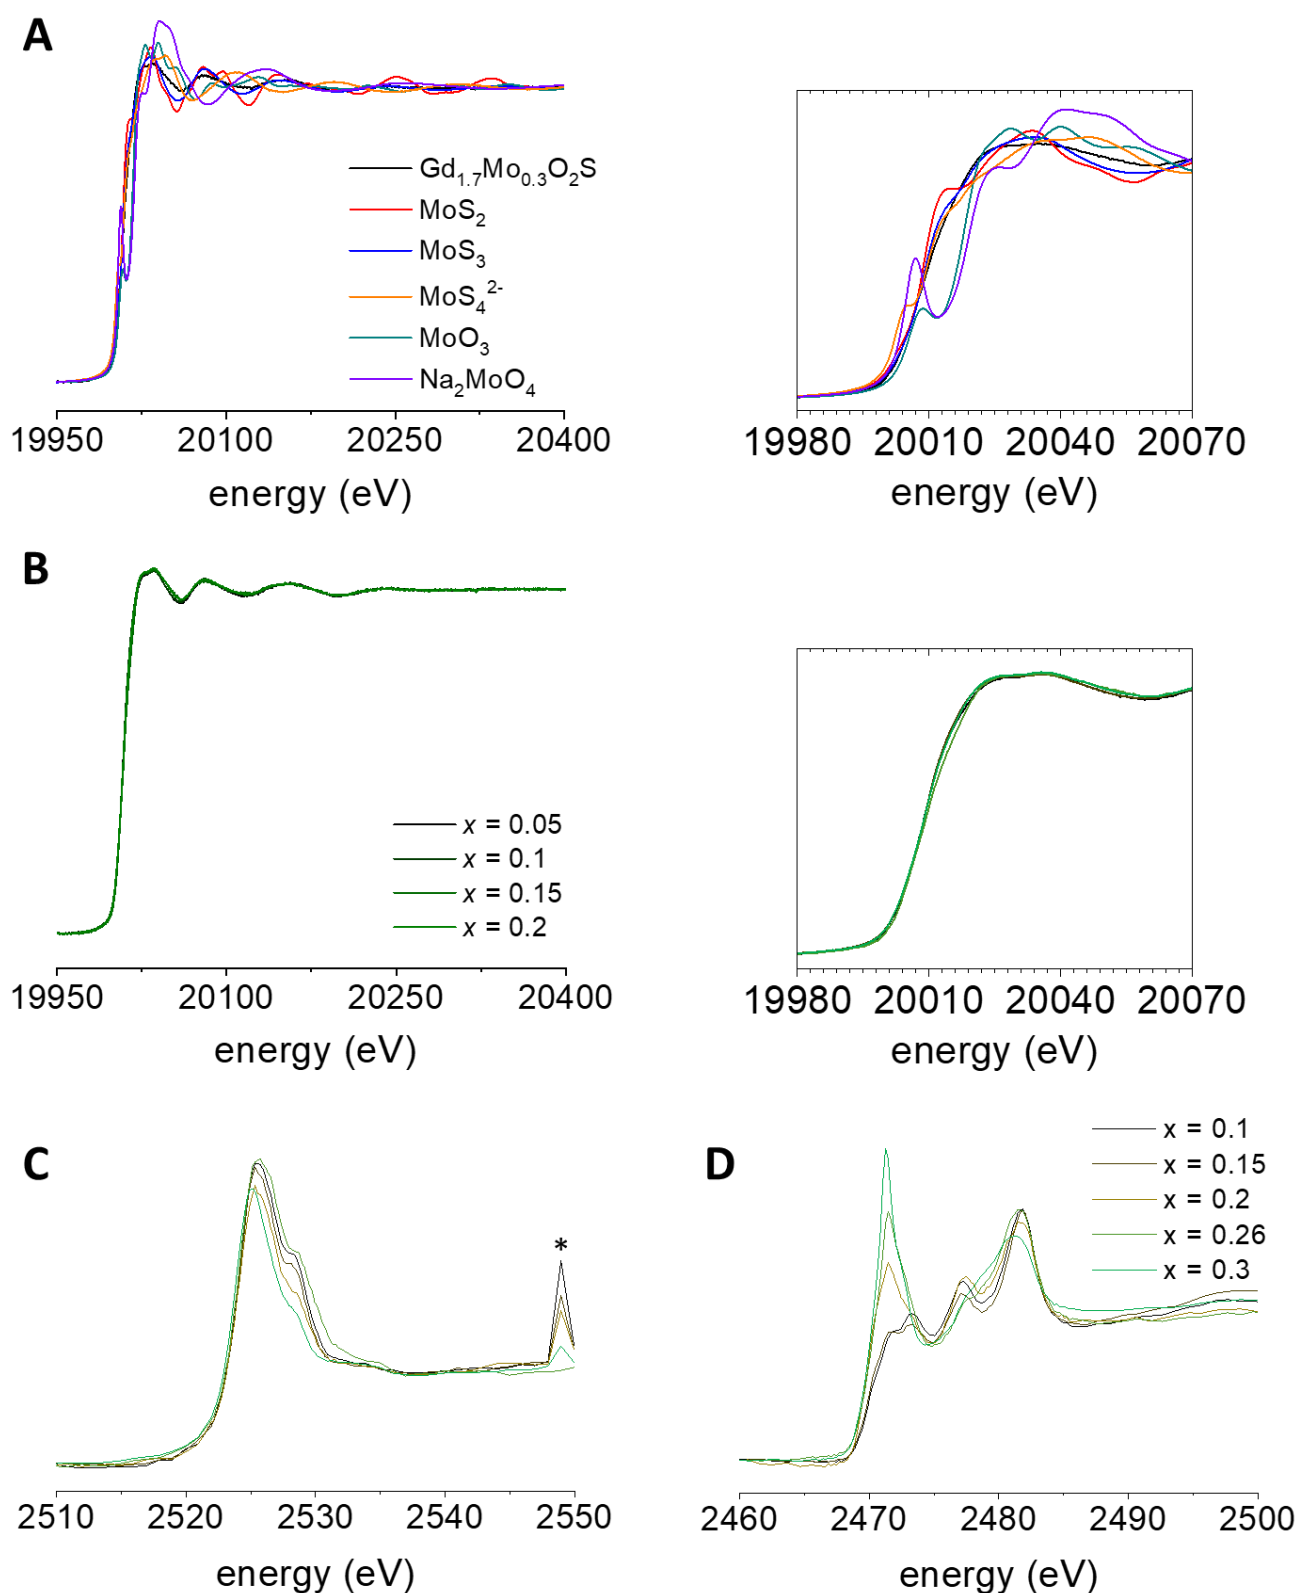 A
Gd1.7Mo0.3O2S
MoS2
MoS3
MoS4^2-
MoO3
Na2MoO4
19950 20100 20250 20400
energy (eV)
19980 20010 20040 20070
energy (eV)
B
x = 0.05
x = 0.1
x = 0.15
x = 0.2
19950 20100 20250 20400
energy (eV)
19980 20010 20040 20070
energy (eV)
C
*
2510 2520 2530 2540 2550
energy (eV)
D
x = 0.1
x = 0.15
x = 0.2
x = 0.26
x = 0.3
2460 2470 2480 2490 2500
energy (eV)